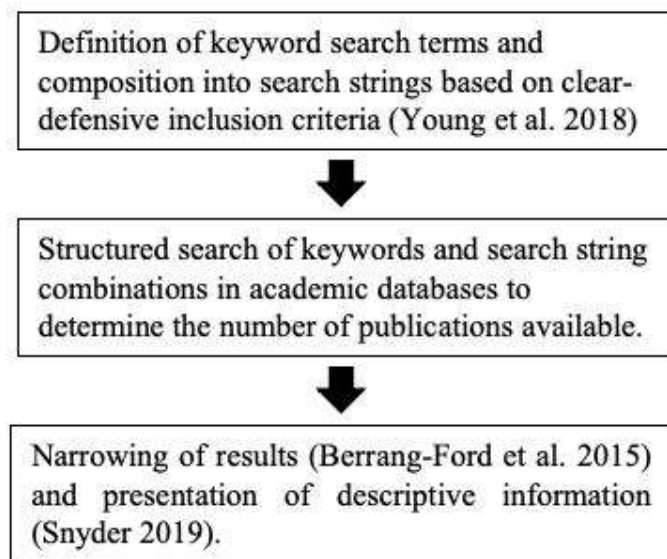 Definition of keyword search terms and
composition into search strings based on clear-
defensive inclusion criteria (Young et al. 2018)
Structured search of keywords and search string
combinations in academic databases to
determine the number of publications available.
Narrowing of results (Berrang-Ford et al. 2015)
and presentation of descriptive information
(Snyder 2019).